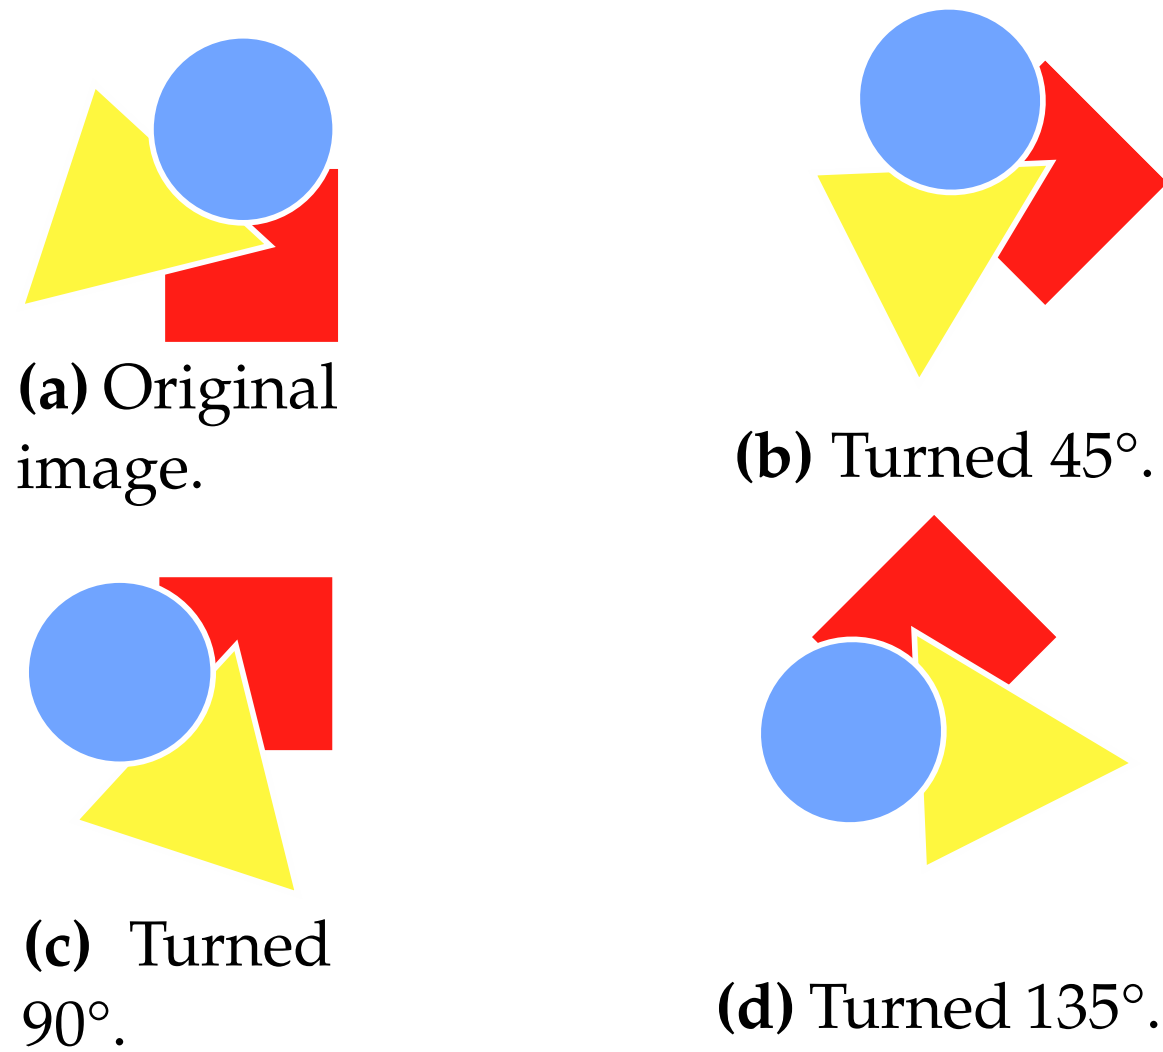 (a) Original
image.
(b) Turned 45°.
(c) Turned
90°.
(d) Turned 135°.